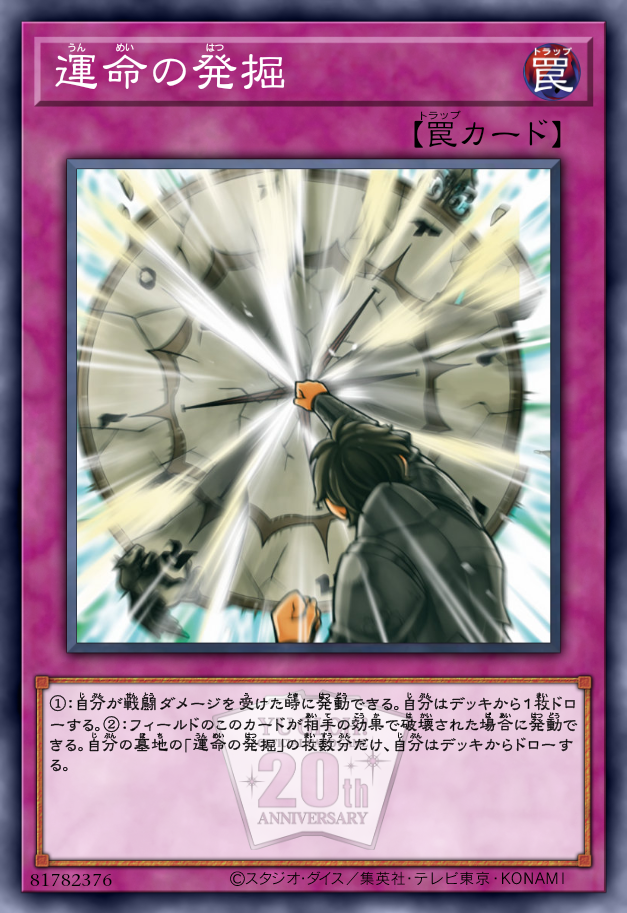 運命の発掘
【罠カード】
①:自分が戦闘ダメージを受けた時に発動できる。自分はデッキから1枚ドロ
ーする。②:フィールドのこのカードが相手の効果で破壊された場合に発動で
きる。自分の墓地の「運命の発掘」の枚数分だけ、自分はデッキからドローす
る。
20th
ANNIVERSARY
81782376
©スタジオ・ダイス/集英社・テレビ東京・KONAMI